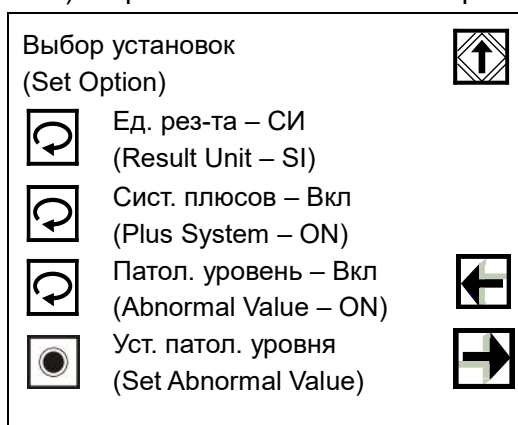 Выбор установок
(Set Option)
Ед. рез-та – СИ
(Result Unit – SI)
Сист. плюсов – Вкл
(Plus System – ON)
Патол. уровень – Вкл
(Abnormal Value – ON)
Уст. патол. уровня
(Set Abnormal Value)